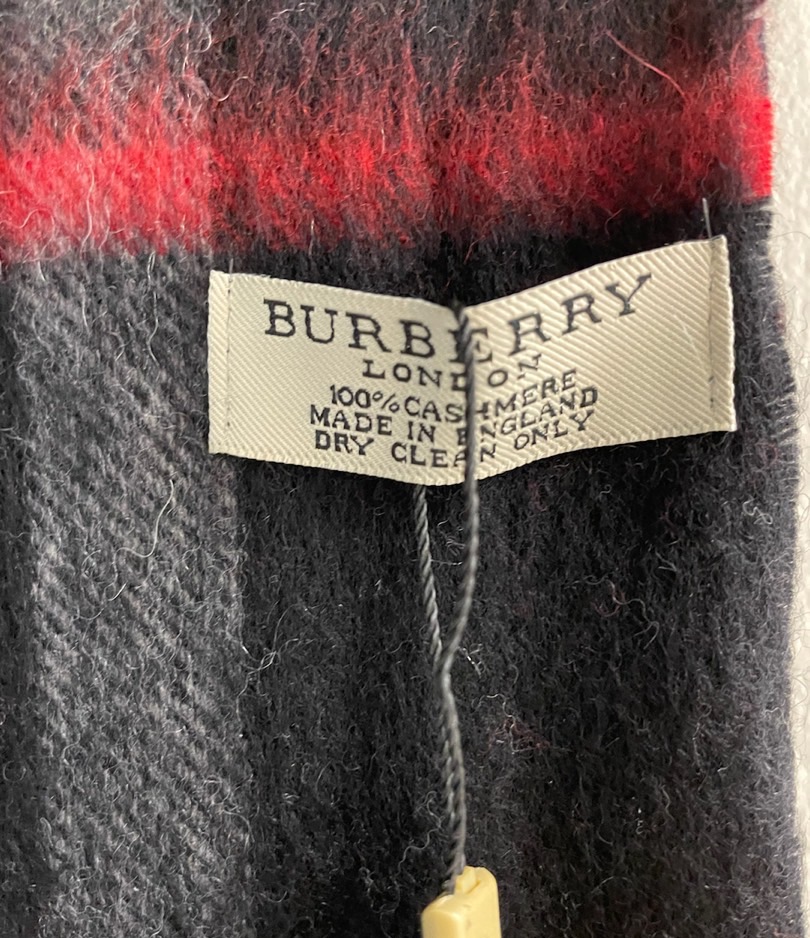 BURBERRY
LONDON
100% CASHMERE
MADE IN ENGLAND
DRY CLEAN ONLY